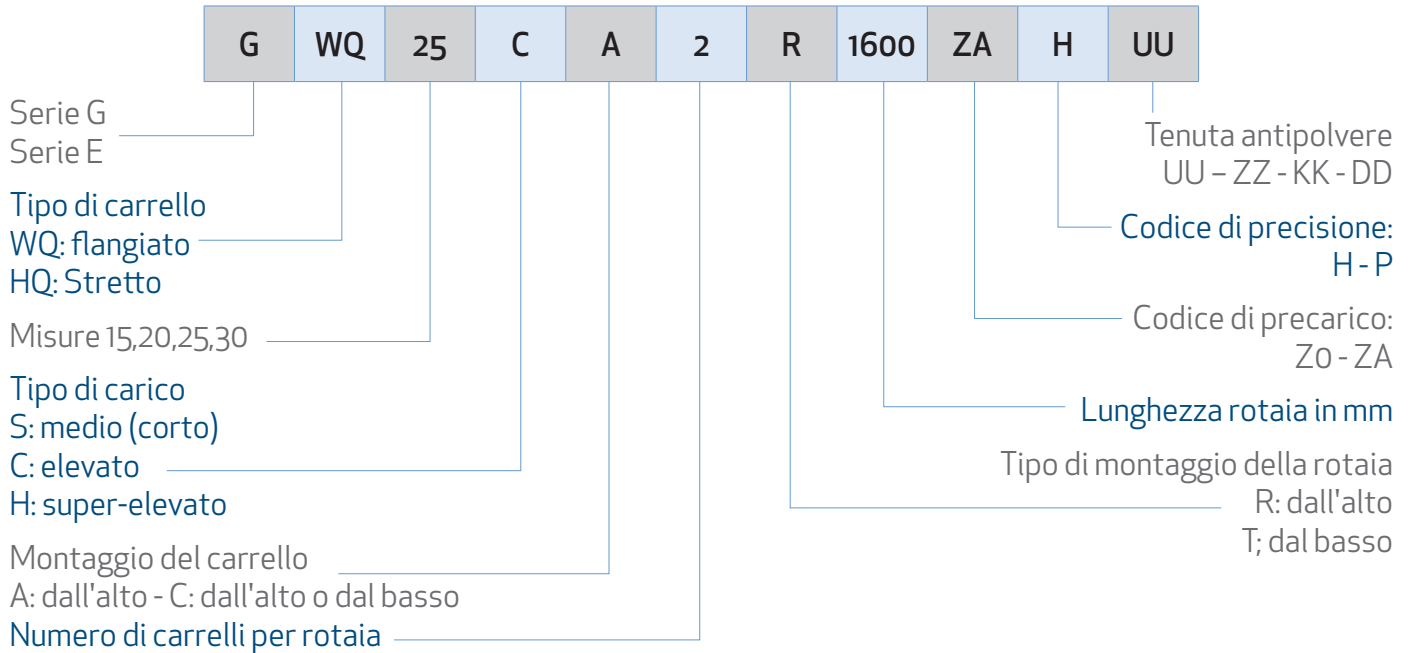 G WQ 25 C A 2 R 1600 ZA H UU
Serie G
Serie E
Tipo di carrello
WQ: flangiato
HQ: Stretto
Misure 15,20,25,30
Tipo di carico
S: medio (corto)
C: elevato
H: super-elevato
Montaggio del carrello
A: dall'alto - C: dall'alto o dal basso
Numero di carrelli per rotaia
Tenuta antipolvere
UU – ZZ - KK - DD
Codice di precisione:
H - P
Codice di precarico:
Z0 - ZA
Lunghezza rotaia in mm
Tipo di montaggio della rotaia
R: dall'alto
T; dal basso